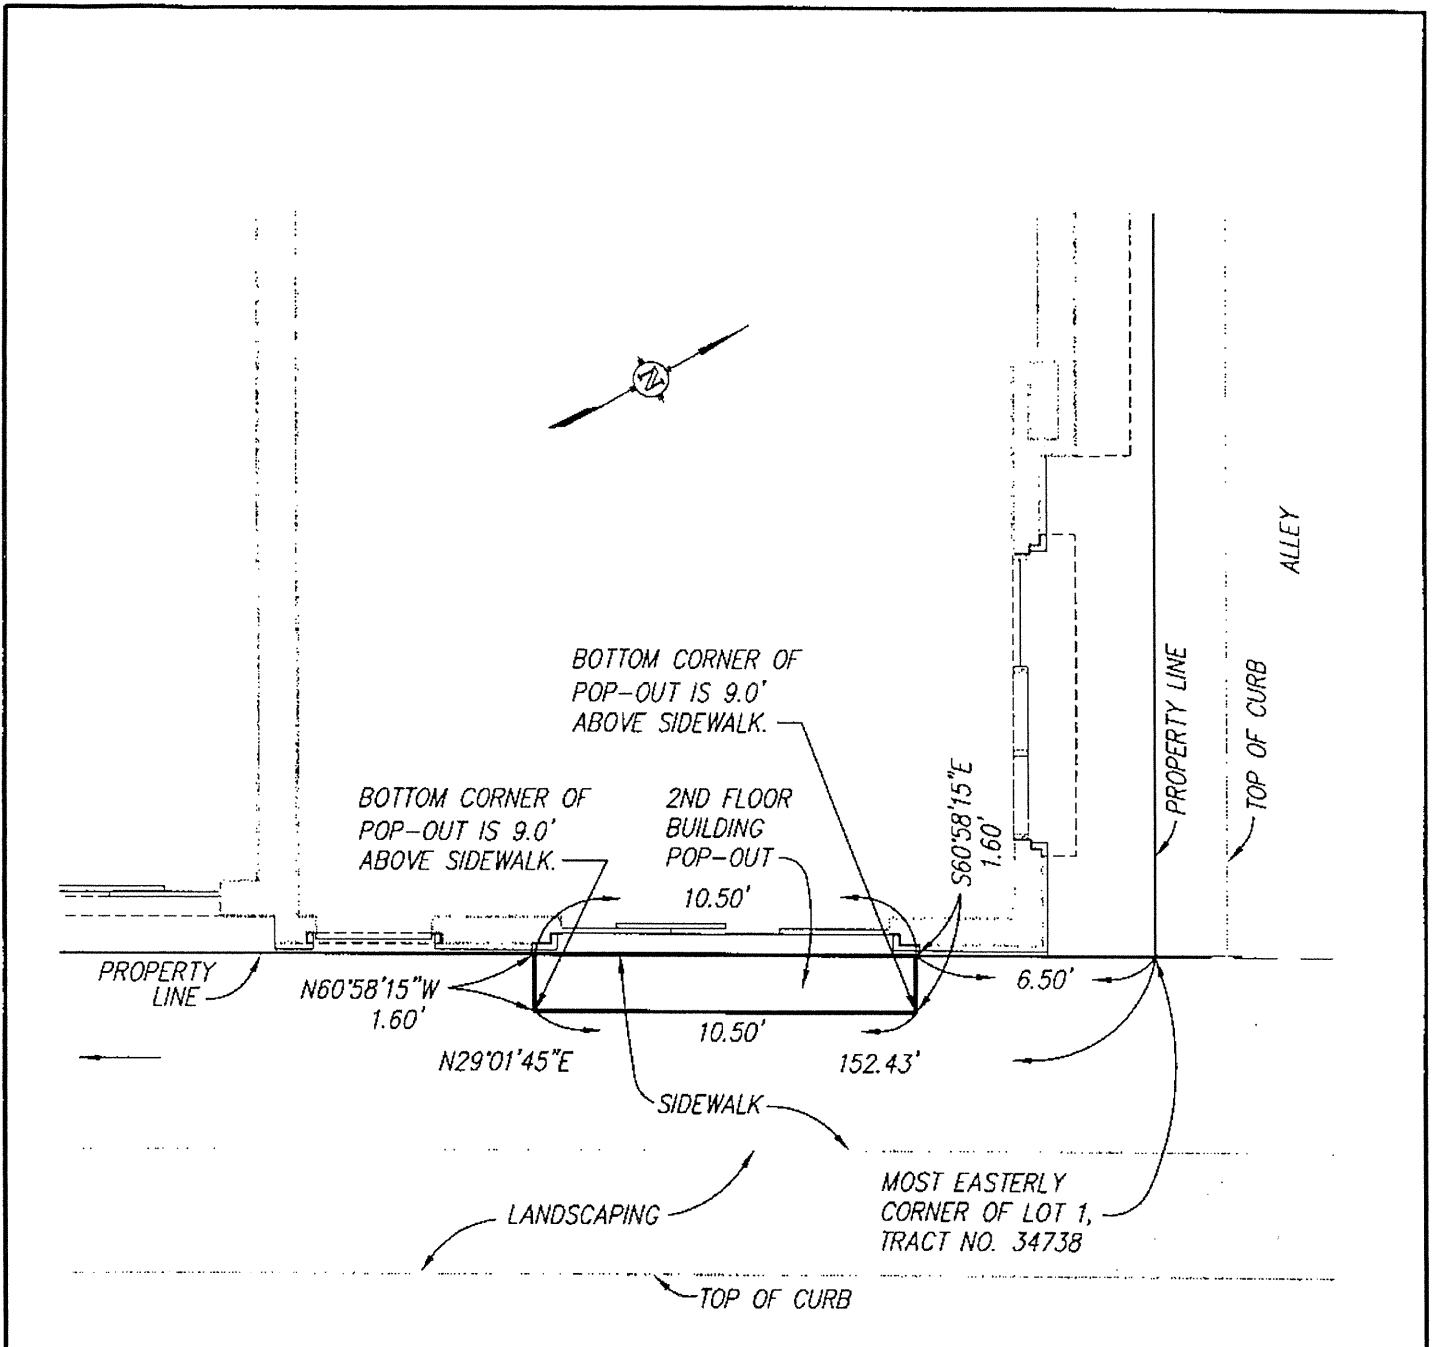 N
ALLEY
BOTTOM CORNER OF
POP-OUT IS 9.0'
ABOVE SIDEWALK.
PROPERTY LINE
TOP OF CURB
BOTTOM CORNER OF
POP-OUT IS 9.0'
ABOVE SIDEWALK.
2ND FLOOR
BUILDING
POP-OUT
S60°58'15"E
1.60'
10.50'
PROPERTY
LINE
N60°58'15"W
1.60'
6.50'
10.50'
N29°01'45"E
152.43'
SIDEWALK
MOST EASTERLY
CORNER OF LOT 1,
TRACT NO. 34738
LANDSCAPING
TOP OF CURB